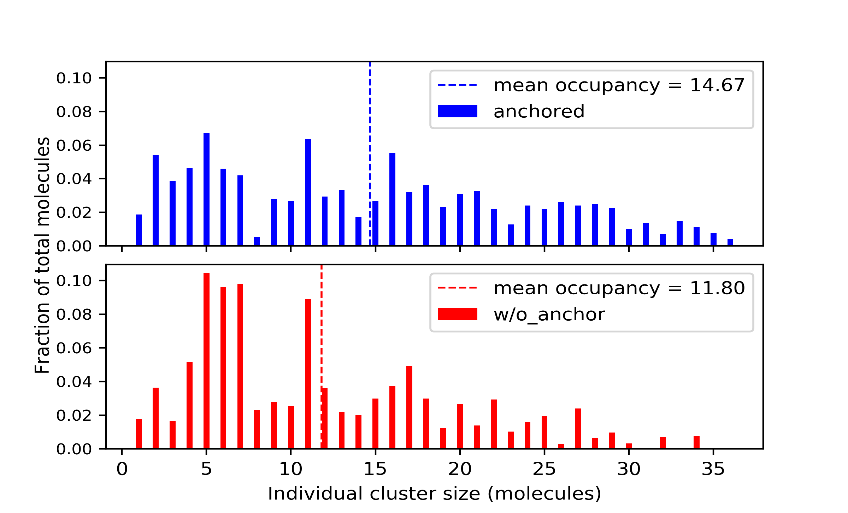 0.10
0.08
0.06
0.04
0.02
0.00
mean occupancy = 14.67
anchored
Fraction of total molecules
0.10
0.08
0.06
0.04
0.02
0.00
mean occupancy = 11.80
w/o_anchor
0 5 10 15 20 25 30 35
Individual cluster size (molecules)